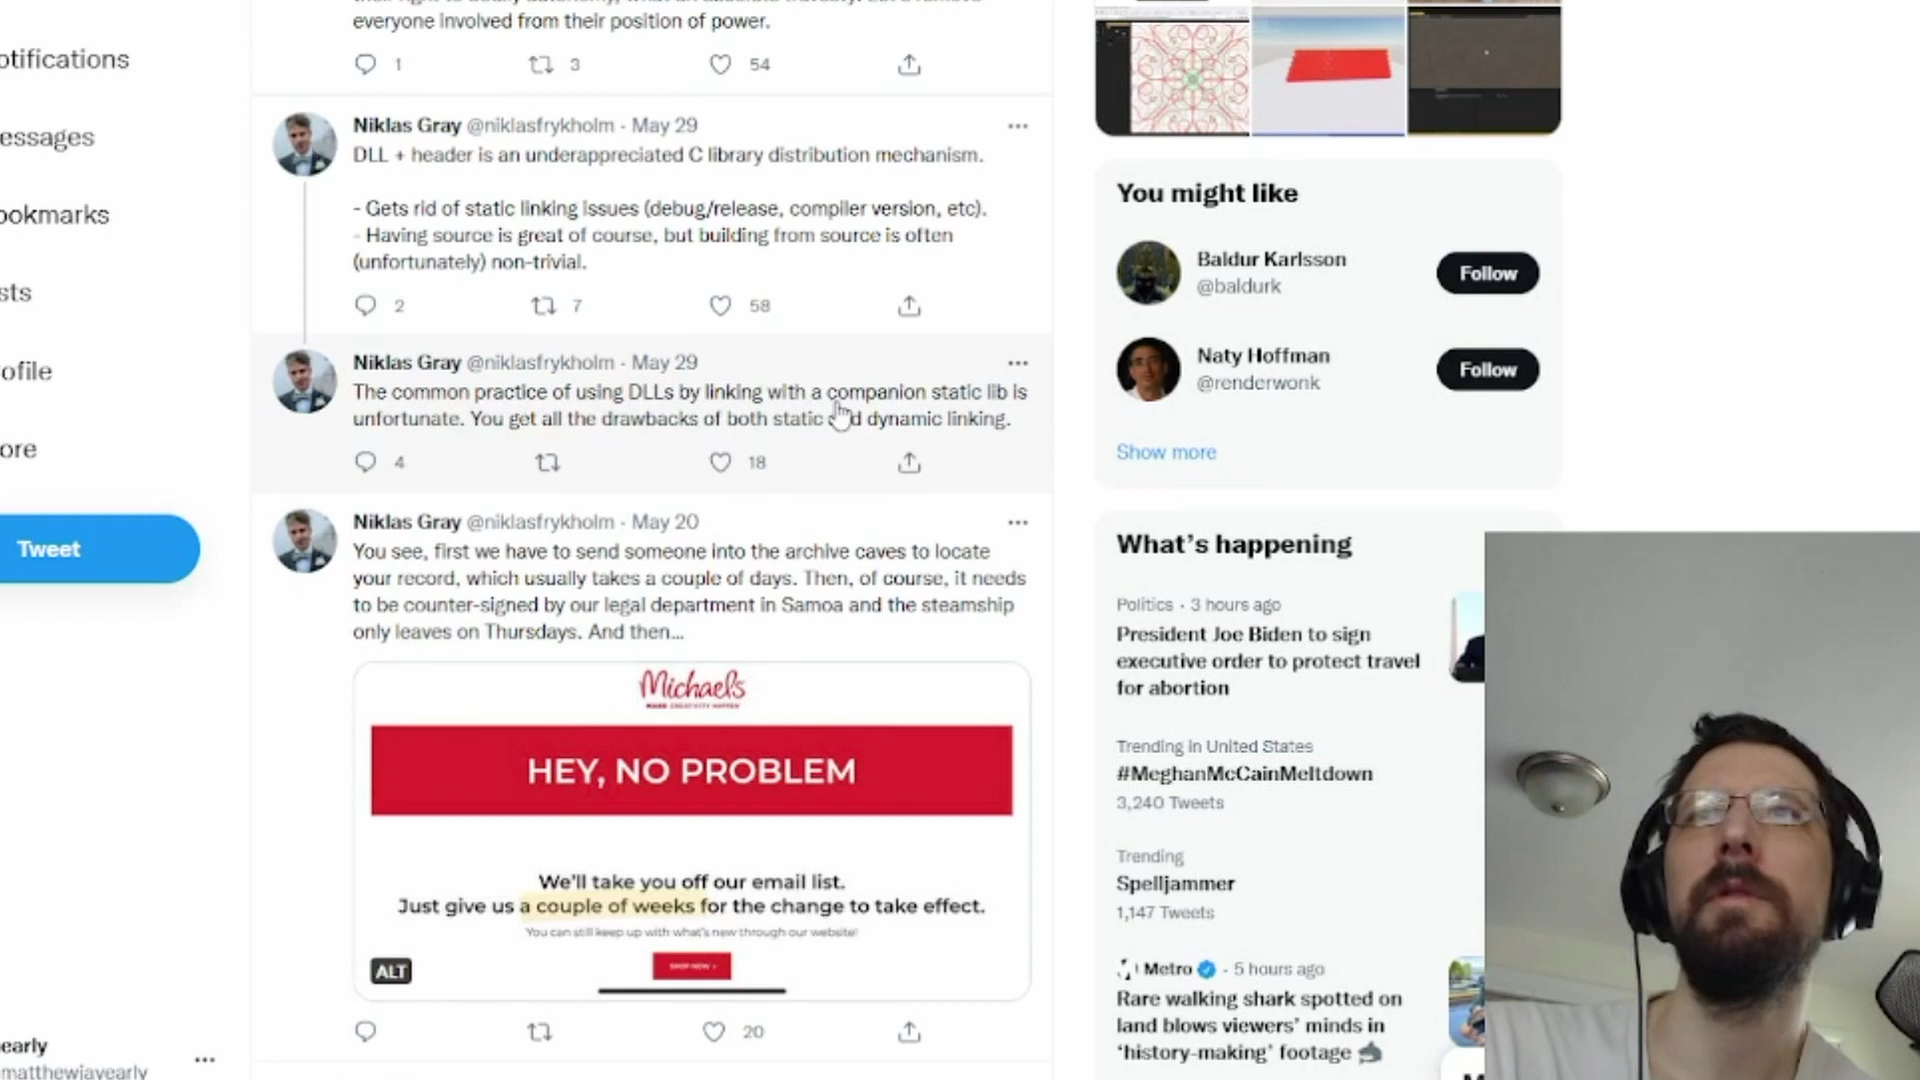 everyone involved from their position of power.
1 3 54
otifications
essages
ookmarks
sts
ofile
ore
Tweet
early
matthewjayearly
Niklas Gray @niklasfrykholm · May 29
DLL + header is an underappreciated C library distribution mechanism.
- Gets rid of static linking issues (debug/release, compiler version, etc).
- Having source is great of course, but building from source is often
(unfortunately) non-trivial.
2 7 58
Niklas Gray @niklasfrykholm · May 29
The common practice of using DLLs by linking with a companion static lib is
unfortunate. You get all the drawbacks of both static and dynamic linking.
4 18
Niklas Gray @niklasfrykholm · May 20
You see, first we have to send someone into the archive caves to locate
your record, which usually takes a couple of days. Then, of course, it needs
to be counter-signed by our legal department in Samoa and the steamship
only leaves on Thursdays. And then...
Michaels
MAKE CREATIVITY HAPPEN
HEY, NO PROBLEM
We'll take you off our email list.
Just give us a couple of weeks for the change to take effect.
You can still keep up with what's new through our website!
SHOP NOW >
ALT
20
You might like
Baldur Karlsson
@baldurk
Follow
Naty Hoffman
@renderwonk
Follow
Show more
What's happening
Politics · 3 hours ago
President Joe Biden to sign
executive order to protect travel
for abortion
Trending in United States
#MeghanMcCainMeltdown
3,240 Tweets
Trending
Spelljammer
1,147 Tweets
Metro · 5 hours ago
Rare walking shark spotted on
land blows viewers' minds in
'history-making' footage